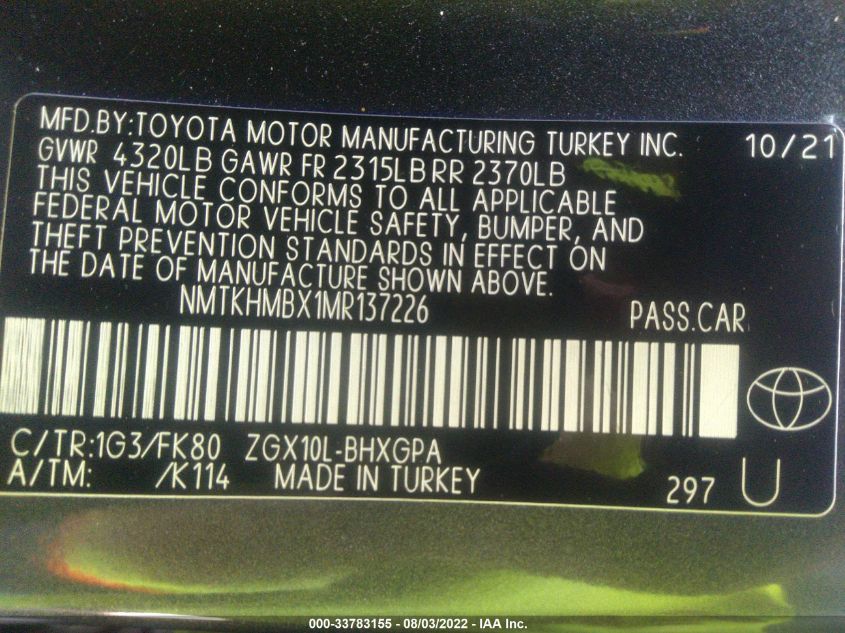 MFD.BY:TOYOTA MOTOR MANUFACTURING TURKEY INC. 10/21
GVWR 4320LB GAWR FR 2315LB RR 2370LB
THIS VEHICLE CONFORMS TO ALL APPLICABLE
FEDERAL MOTOR VEHICLE SAFETY, BUMPER, AND
THEFT PREVENTION STANDARDS IN EFFECT ON
THE DATE OF MANUFACTURE SHOWN ABOVE.
NMTKHMBX1MR137226 PASS.CAR
C/TR:1G3/FK80 ZGX10L-BHXGPA
A/TM: /K114 MADE IN TURKEY 297 U
000-33783155 - 08/03/2022 - IAA Inc.